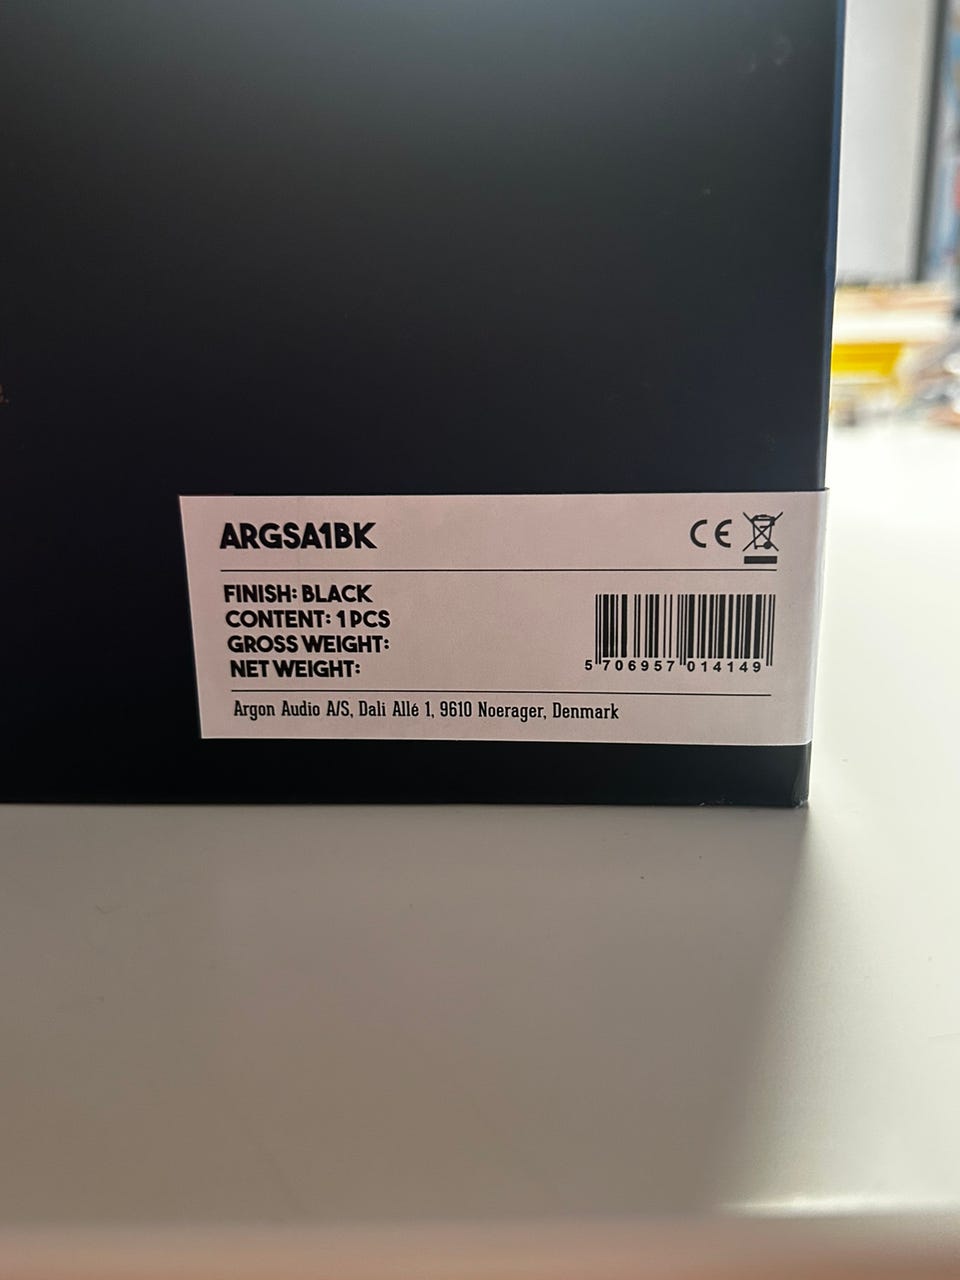 ARGSA1BK
CE
FINISH: BLACK
CONTENT: 1 PCS
GROSS WEIGHT:
NET WEIGHT:
5 706957 014149
Argon Audio A/S, Dali Allé 1, 9610 Noerager, Denmark